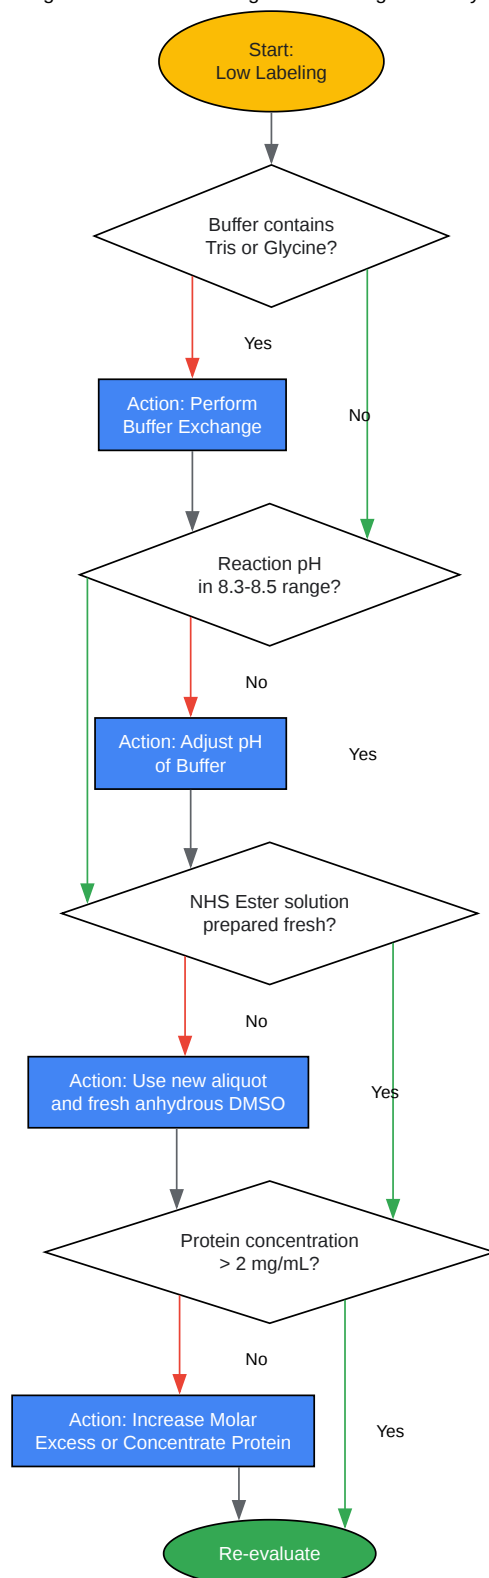 Start:
Low Labeling
Buffer contains
Tris or Glycine?
Yes
Action: Perform
Buffer Exchange
No
Reaction pH
in 8.3-8.5 range?
No
Action: Adjust pH
of Buffer
Yes
NHS Ester solution
prepared fresh?
No
Action: Use new aliquot
and fresh anhydrous DMSO
Yes
Protein concentration
> 2 mg/mL?
No
Action: Increase Molar
Excess or Concentrate Protein
Yes
Re-evaluate